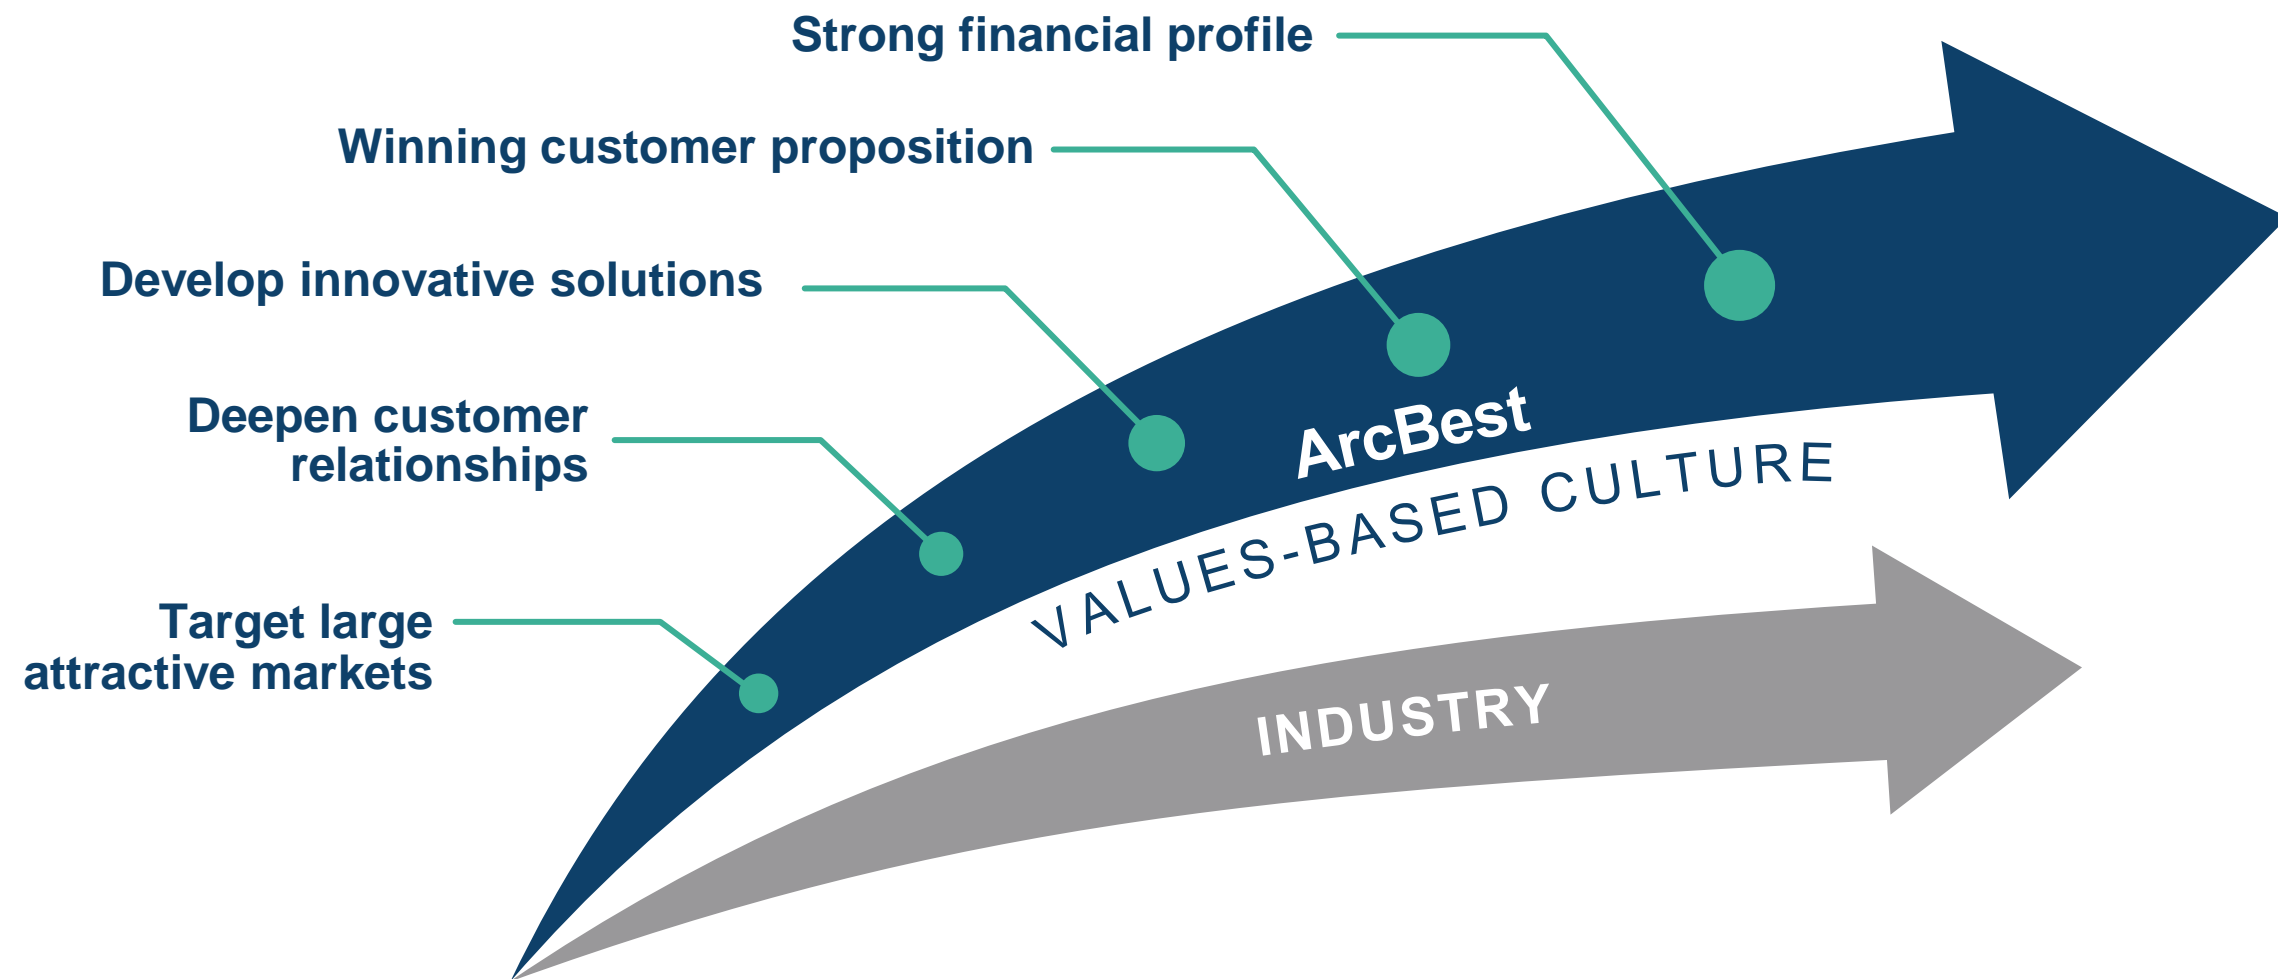 Strong financial profile
Winning customer proposition
Develop innovative solutions
Deepen customer
relationships
Target large
attractive markets
ArcBest
VALUES-BASED CULTURE
INDUSTRY